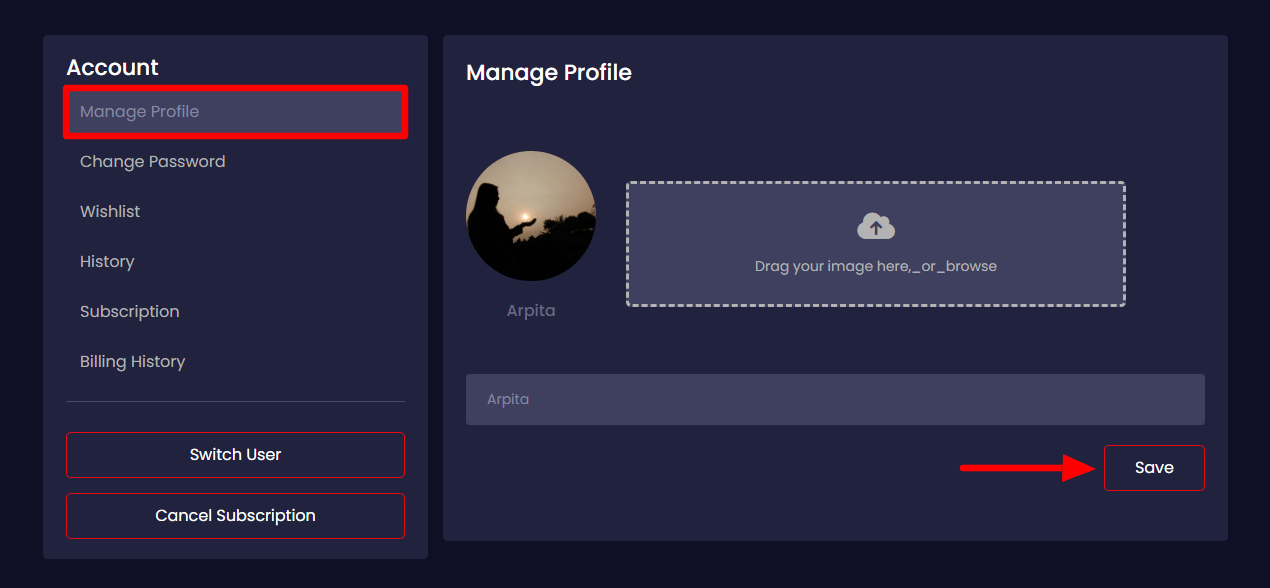 Account
Manage Profile
Change Password
Wishlist
History
Subscription
Billing History
Switch User
Cancel Subscription
Manage Profile
Arpita
Drag your image here,_or_browse
Arpita
Save